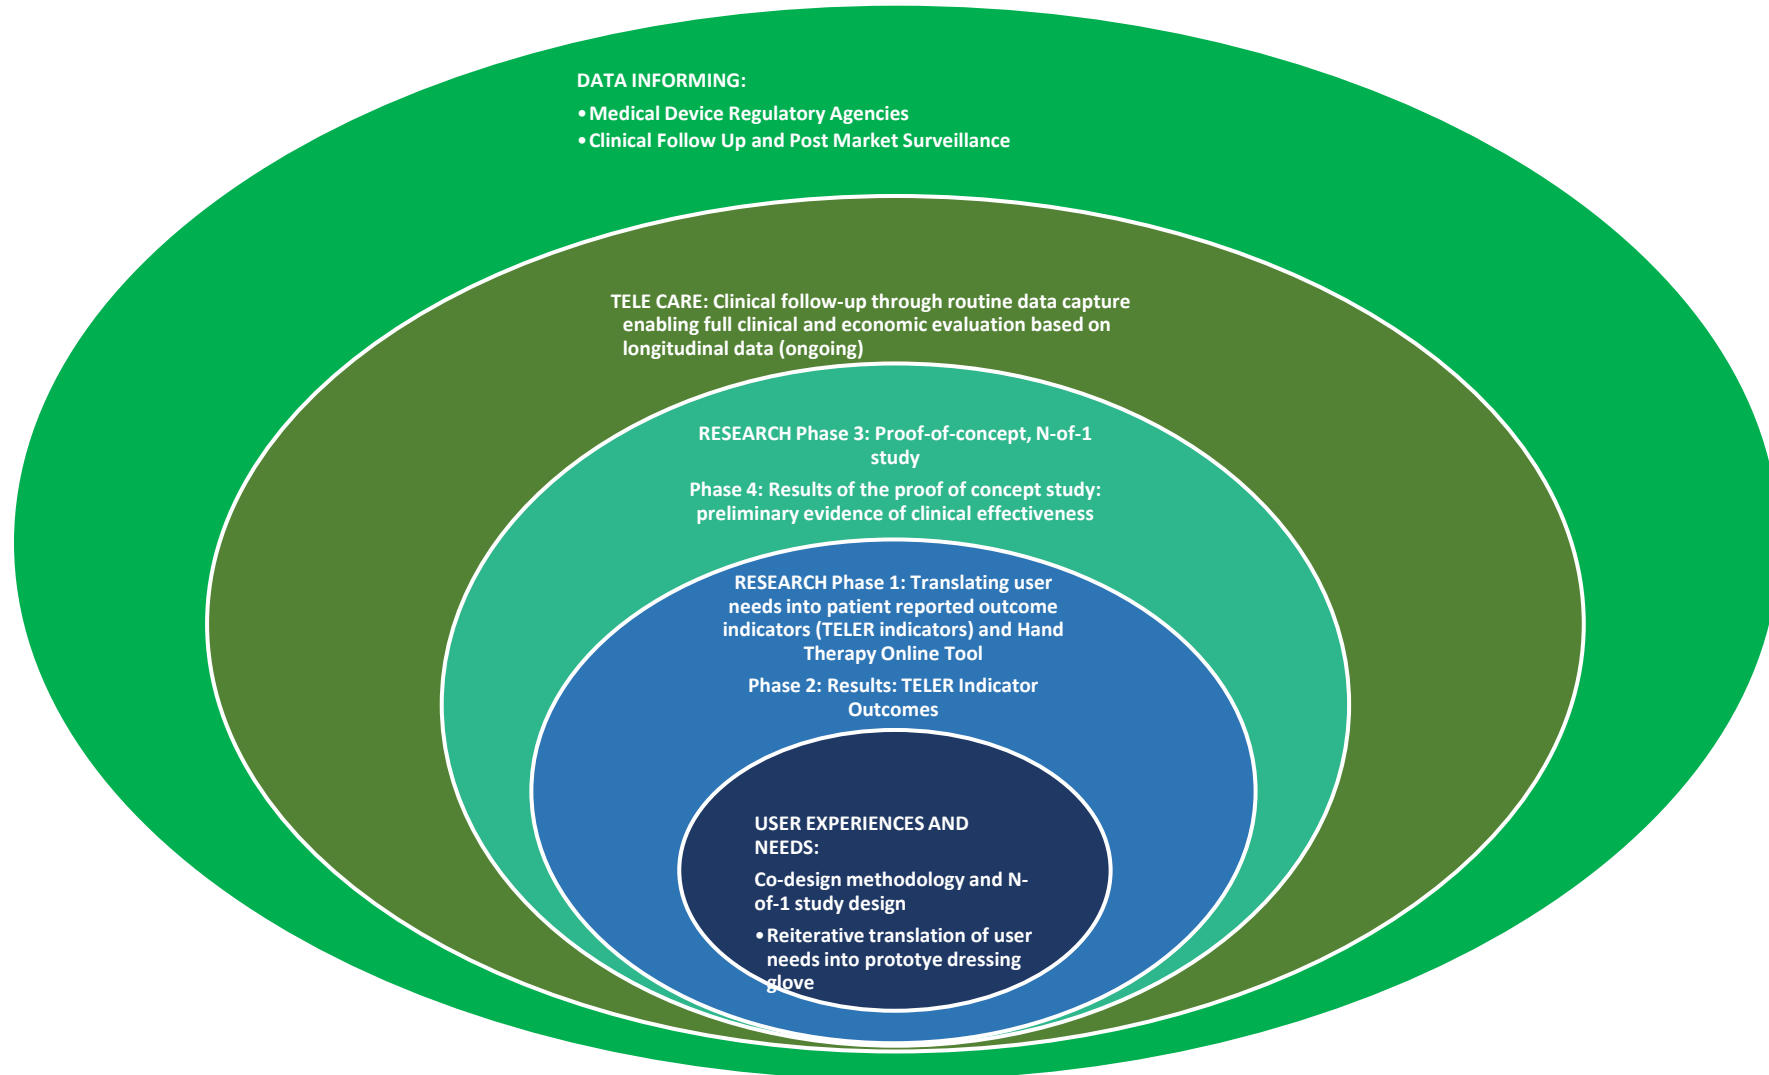 DATA INFORMING:
•Medical Device Regulatory Agencies
•Clinical Follow Up and Post Market Surveillance
TELE CARE: Clinical follow-up through routine data capture
enabling full clinical and economic evaluation based on
longitudinal data (ongoing)
RESEARCH Phase 3: Proof-of-concept, N-of-1
study
Phase 4: Results of the proof of concept study:
preliminary evidence of clinical effectiveness
RESEARCH Phase 1: Translating user
needs into patient reported outcome
indicators (TELER indicators) and Hand
Therapy Online Tool
Phase 2: Results: TELER Indicator
Outcomes
USER EXPERIENCES AND
NEEDS:
Co-design methodology and N-
of-1 study design
•Reiterative translation of user
needs into prototye dressing
glove